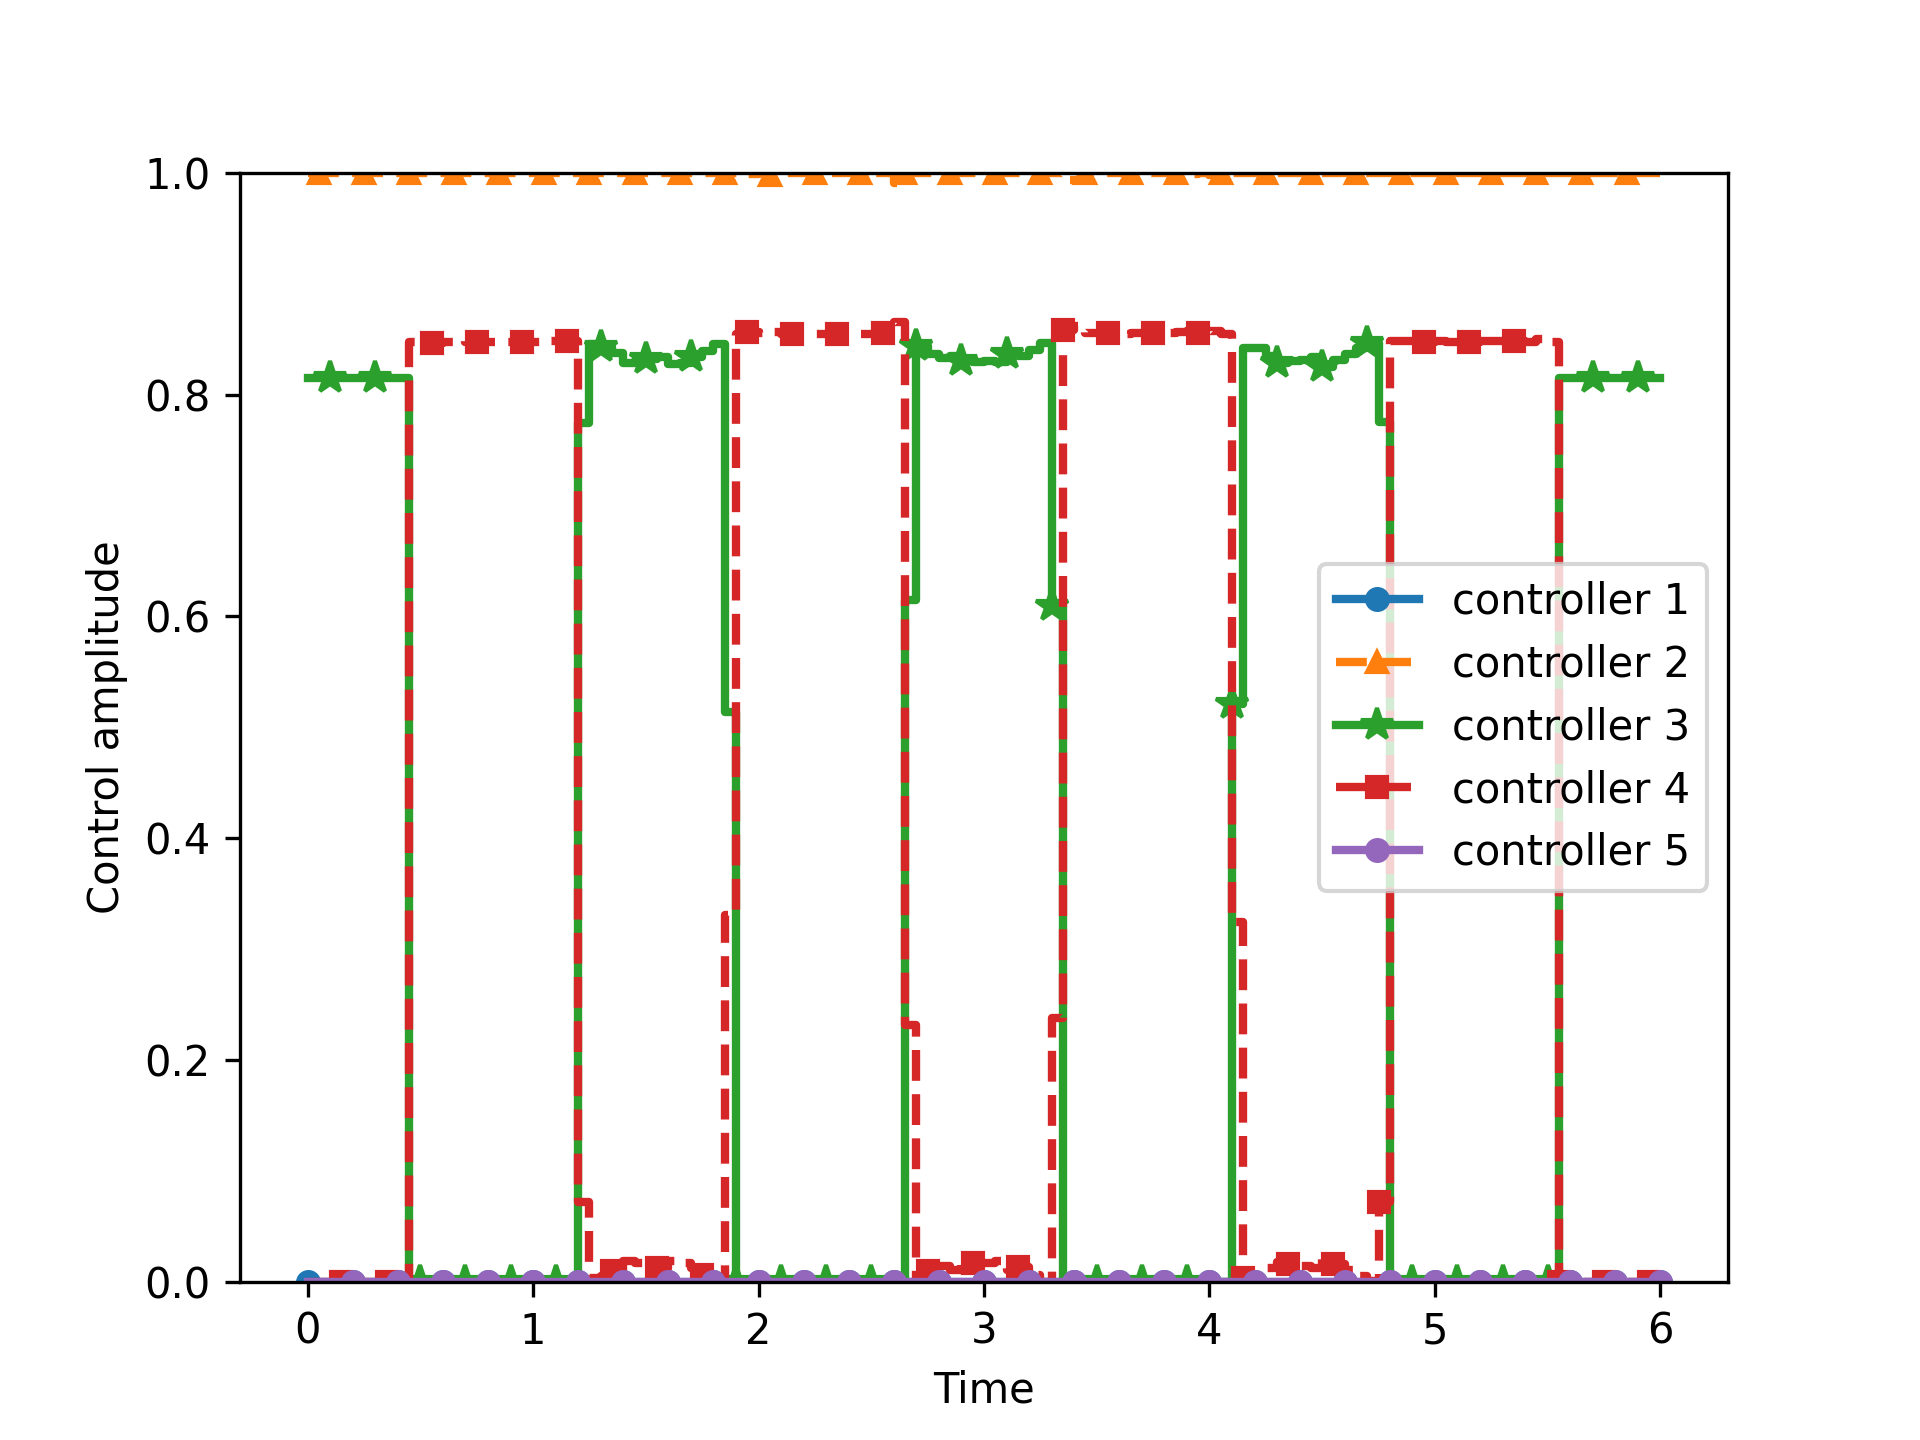 1.0
0.8
0.6
0.4
0.2
0.0
Control amplitude
controller 1
controller 2
controller 3
controller 4
controller 5
0 1 2 3 4 5 6
Time